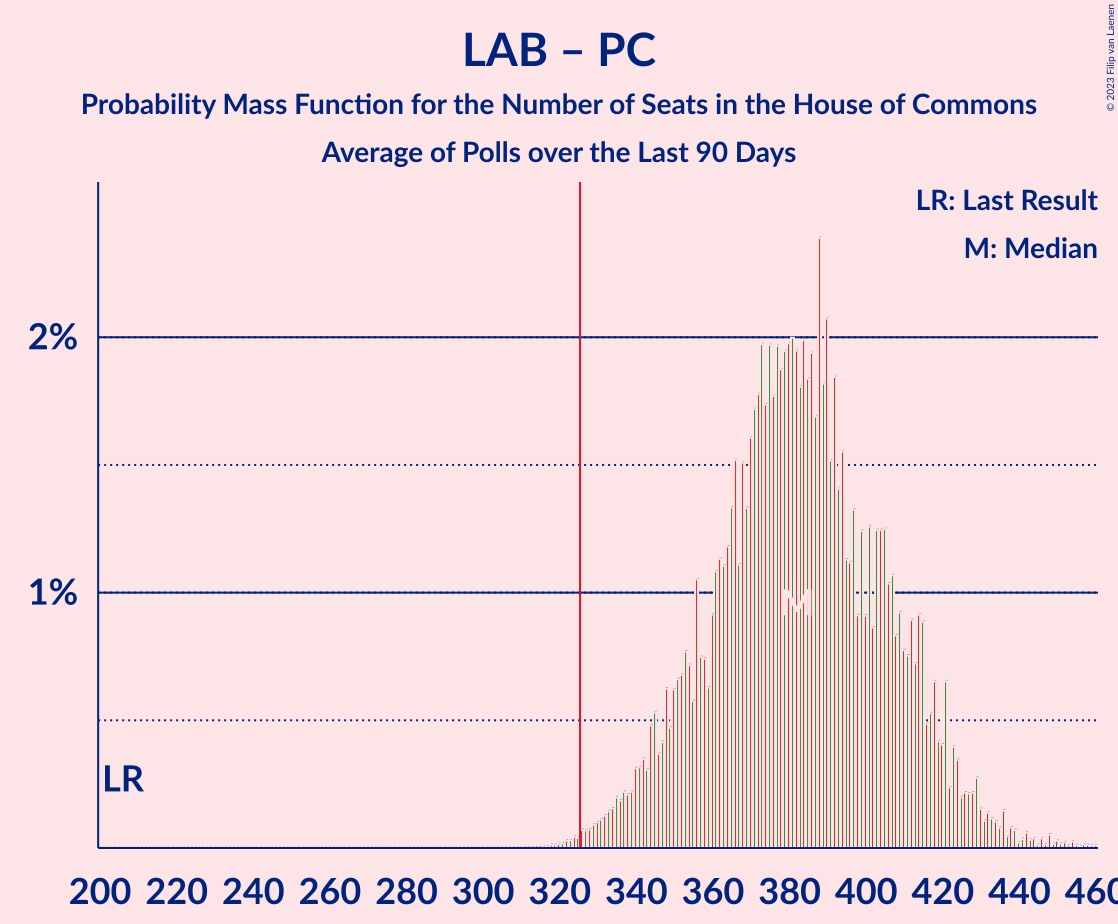 LAB – PC
Probability Mass Function for the Number of Seats in the House of Commons
Average of Polls over the Last 90 Days
© 2023 Filip van Laenen
LR: Last Result
M: Median
2%
1%
LR
M
200 220 240 260 280 300 320 340 360 380 400 420 440 460